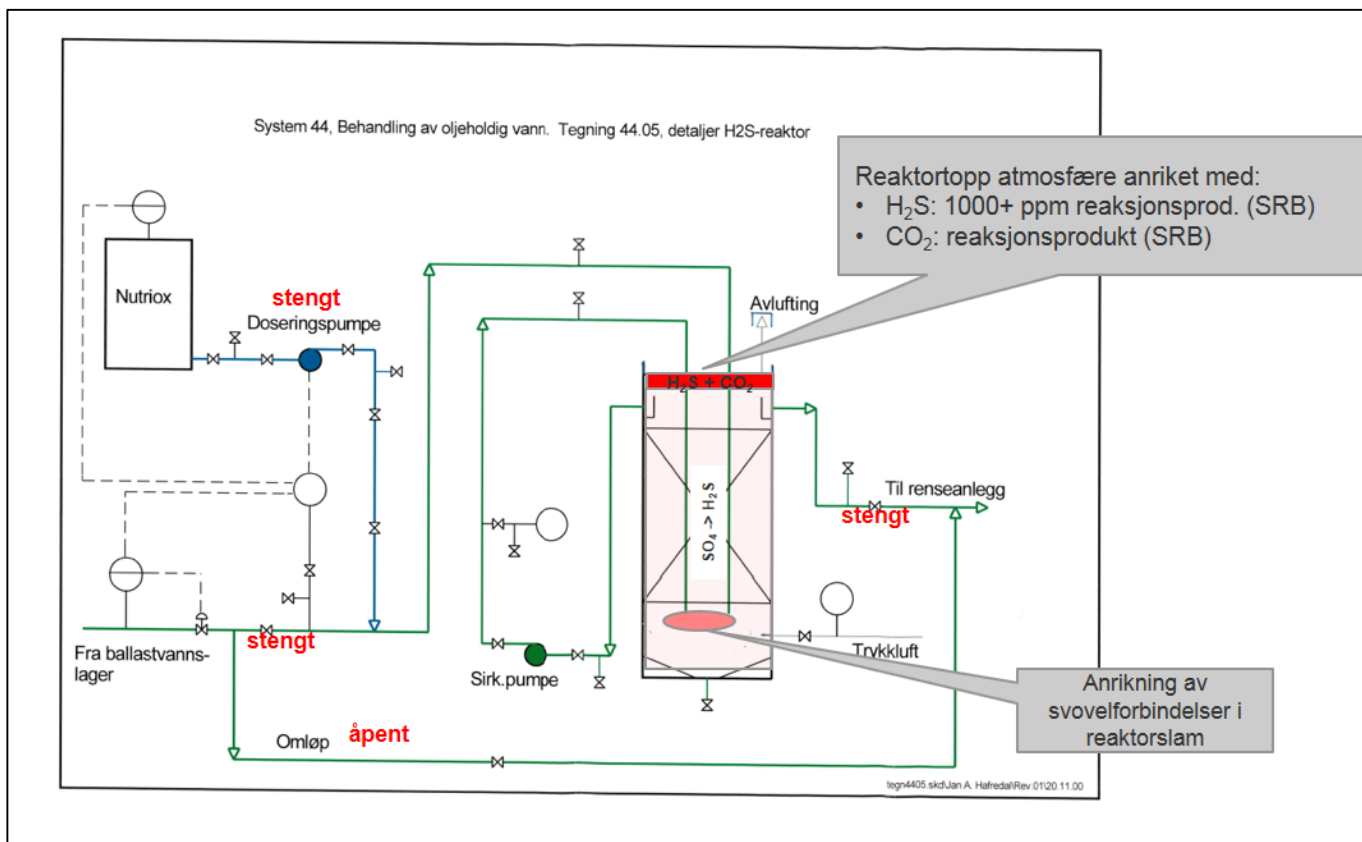 System 44, Behandling av oljeholdig vann. Tegning 44.05, detaljer H2S-reaktor
Reaktortopp atmosfære anriket med:
• H₂S: 1000+ ppm reaksjonsprod. (SRB)
• CO₂: reaksjonsprodukt (SRB)
Nutriox
stengt
Doseringspumpe
Avlufting
H₂S + CO₂
SO₄ -> H₂S
Til renseanlegg
stengt
stengt
Fra ballastvanns-
lager
Sirk.pumpe
Trykkluft
Anrikning av
svovelforbindelser i
reaktorslam
Omløp
åpent
tegn4405.skd\Jan A. Hafredal\Rev.01\20.11.00